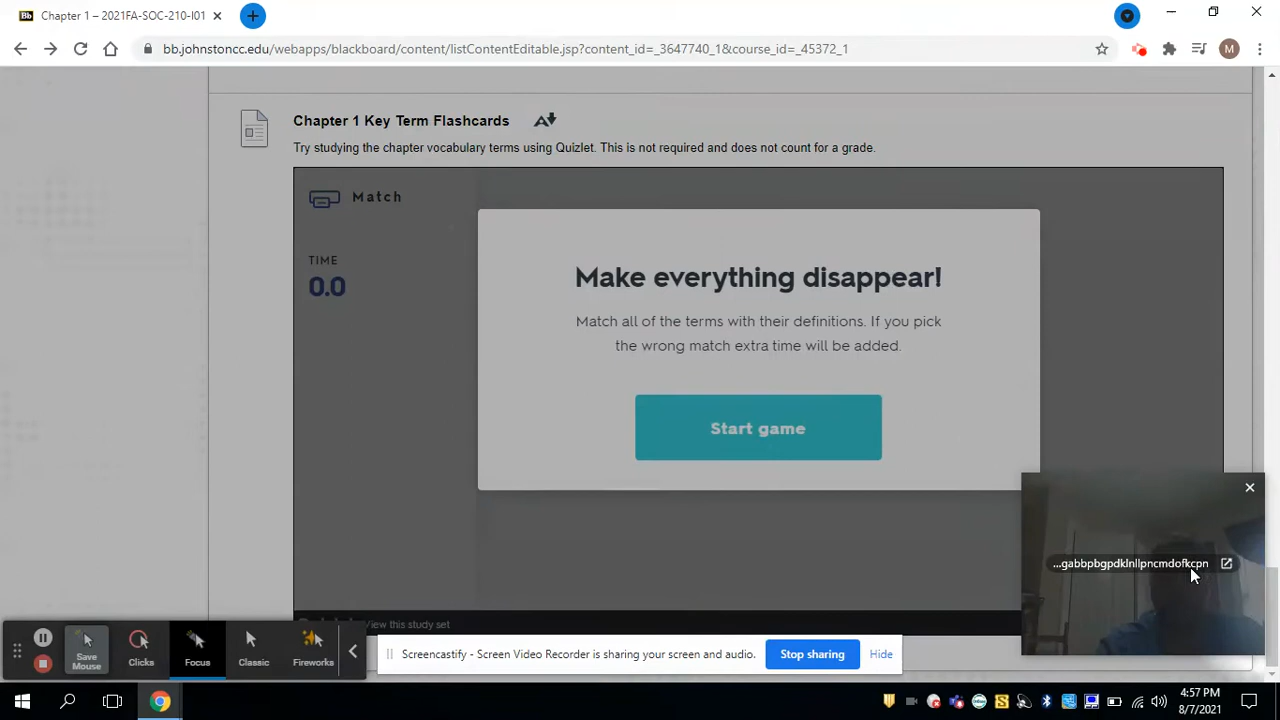 Chapter 1 – 2021FA-SOC-210-I01
bb.johnstoncc.edu/webapps/blackboard/content/listContentEditable.jsp?content_id=_3647740_1&course_id=_45372_1
M
Chapter 1 Key Term Flashcards
Try studying the chapter vocabulary terms using Quizlet. This is not required and does not count for a grade.
Match
TIME
0.0
Make everything disappear!
Match all of the terms with their definitions. If you pick
the wrong match extra time will be added.
Start game
...gabbpbgpdklnllpncmdofkcpn
View this study set
Save Mouse
Clicks
Focus
Classic
Fireworks
Screencastify - Screen Video Recorder is sharing your screen and audio.
Stop sharing
Hide
4:57 PM
8/7/2021